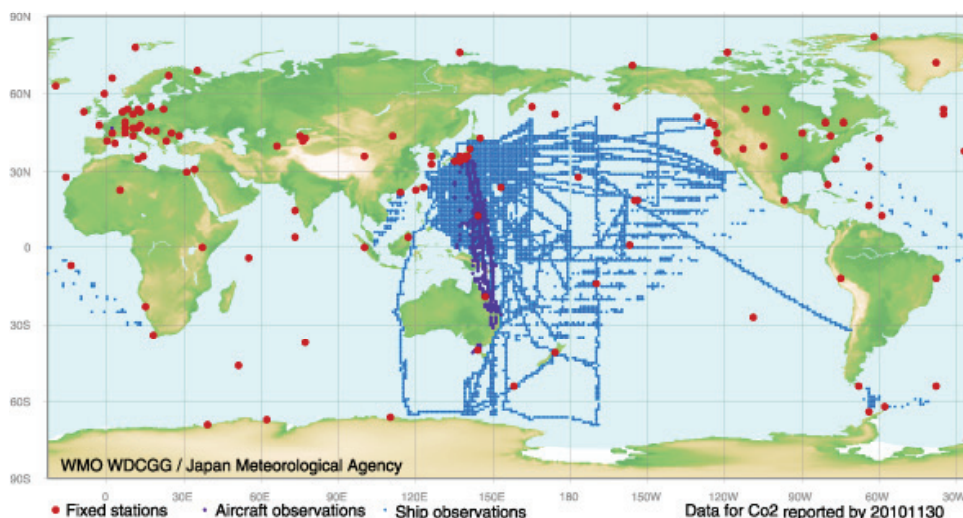 90N
60N
30N
0
30S
60S
90S
WMO WDCGG / Japan Meteorological Agency
0 30E 60E 90E 120E 150E 180 150W 120W 90W 60W
Fixed stations Aircraft observations Ship observations Data for Co2 reported by 20101130